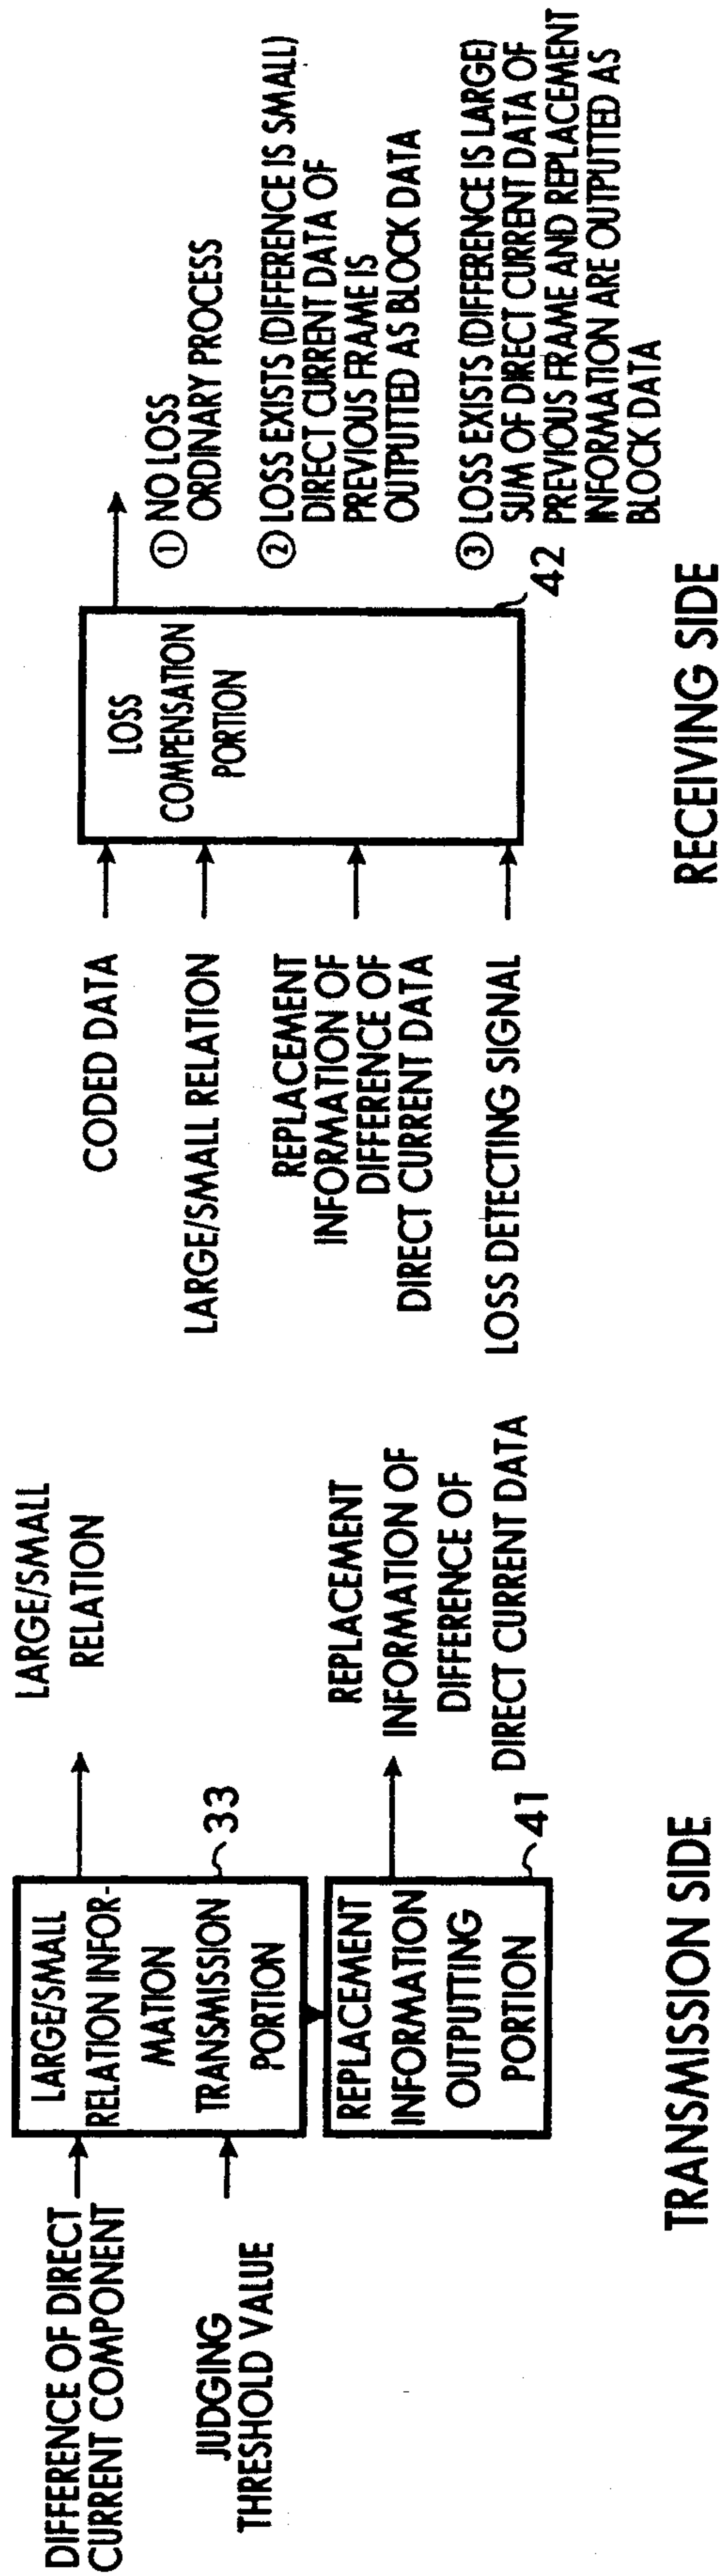 DIFFERENCE OF DIRECT
CURRENT COMPONENT
JUDGING
THRESHOLD VALUE
LARGE/SMALL
RELATION INFOR-
MATION
TRANSMISSION
PORTION
33
LARGE/SMALL
RELATION
REPLACEMENT
INFORMATION
OUTPUTTING
PORTION
41
REPLACEMENT
INFORMATION OF
DIFFERENCE OF
DIRECT CURRENT DATA
TRANSMISSION SIDE
CODED DATA
LARGE/SMALL RELATION
REPLACEMENT
INFORMATION OF
DIFFERENCE OF
DIRECT CURRENT DATA
LOSS DETECTING SIGNAL
LOSS
COMPENSATION
PORTION
42
① NO LOSS
ORDINARY PROCESS
② LOSS EXISTS (DIFFERENCE IS SMALL)
DIRECT CURRENT DATA OF
PREVIOUS FRAME IS
OUTPUTTED AS BLOCK DATA
③ LOSS EXISTS (DIFFERENCE IS LARGE)
SUM OF DIRECT CURRENT DATA OF
PREVIOUS FRAME AND REPLACEMENT
INFORMATION ARE OUTPUTTED AS
BLOCK DATA
RECEIVING SIDE